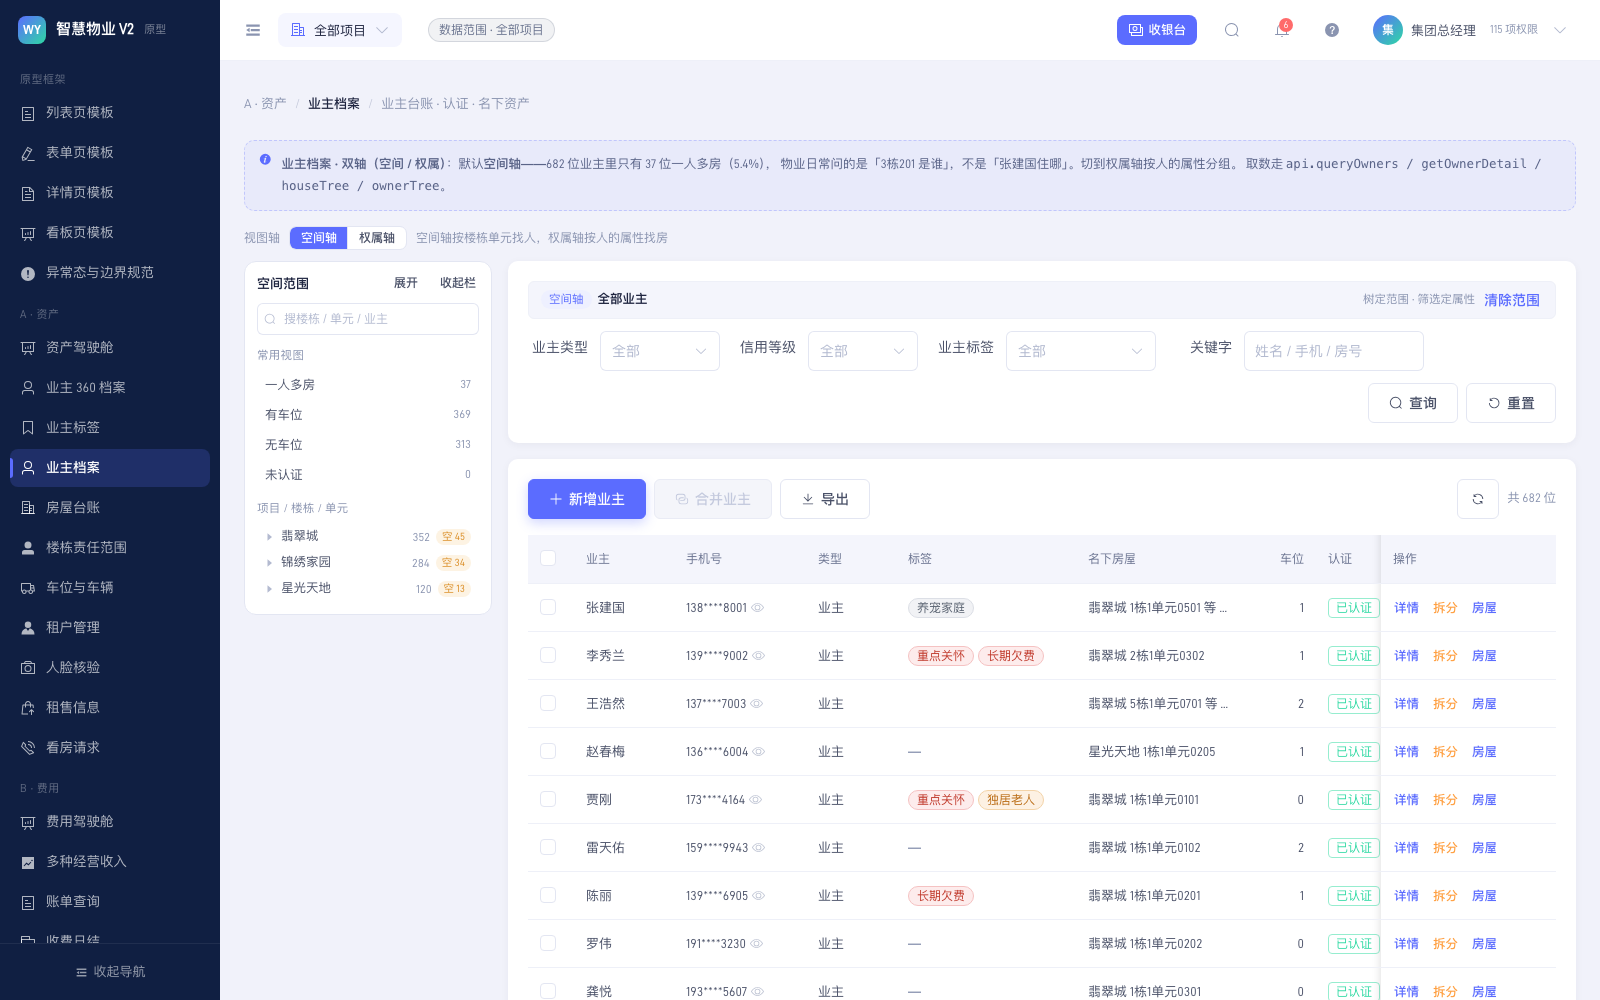 WY 智慧物业 V2 原型
原型框架
列表页模板
表单页模板
详情页模板
看板页模板
异常态与边界规范
A · 资产
资产驾驶舱
业主 360 档案
业主标签
业主档案
房屋台账
楼栋责任范围
车位与车辆
租户管理
人脸核验
租售信息
看房请求
B · 费用
费用驾驶舱
多种经营收入
账单查询
收费日结
收起导航
全部项目
数据范围 · 全部项目
收银台
6
集 集团总经理 115 项权限
A · 资产 / 业主档案 / 业主台账 · 认证 · 名下资产
业主档案 · 双轴（空间 / 权属）：默认空间轴——682 位业主里只有 37 位一人多房（5.4%），物业日常问的是「3栋201 是谁」，不是「张建国住哪」。切到权属轴按人的属性分组。 取数走 api.queryOwners / getOwnerDetail /
houseTree / ownerTree。
视图轴 空间轴 权属轴 空间轴按楼栋单元找人，权属轴按人的属性找房
空间范围 展开 收起栏
搜楼栋 / 单元 / 业主
常用视图
一人多房 37
有车位 369
无车位 313
未认证 0
项目 / 楼栋 / 单元
翡翠城 352 空 45
锦绣家园 284 空 34
星光天地 120 空 13
空间轴 全部业主 树定范围 · 筛选定属性 清除范围
业主类型 全部 信用等级 全部 业主标签 全部 关键字 姓名 / 手机 / 房号
查询 重置
新增业主 合并业主 导出 共 682 位
业主 手机号 类型 标签 名下房屋 车位 认证 操作
张建国 138****8001 业主 养宠家庭 翡翠城 1栋1单元0501 等 ... 1 已认证 详情 拆分 房屋
李秀兰 139****9002 业主 重点关怀 长期欠费 翡翠城 2栋1单元0302 1 已认证 详情 拆分 房屋
王浩然 137****7003 业主 翡翠城 5栋1单元0701 等 ... 2 已认证 详情 拆分 房屋
赵春梅 136****6004 业主 — 星光天地 1栋1单元0205 1 已认证 详情 拆分 房屋
贾刚 173****4164 业主 重点关怀 独居老人 翡翠城 1栋1单元0101 0 已认证 详情 拆分 房屋
雷天佑 159****9943 业主 — 翡翠城 1栋1单元0102 2 已认证 详情 拆分 房屋
陈丽 139****6905 业主 长期欠费 翡翠城 1栋1单元0201 1 已认证 详情 拆分 房屋
罗伟 191****3230 业主 — 翡翠城 1栋1单元0202 0 已认证 详情 拆分 房屋
龚悦 193****5607 业主 — 翡翠城 1栋1单元0301 0 已认证 详情 拆分 房屋